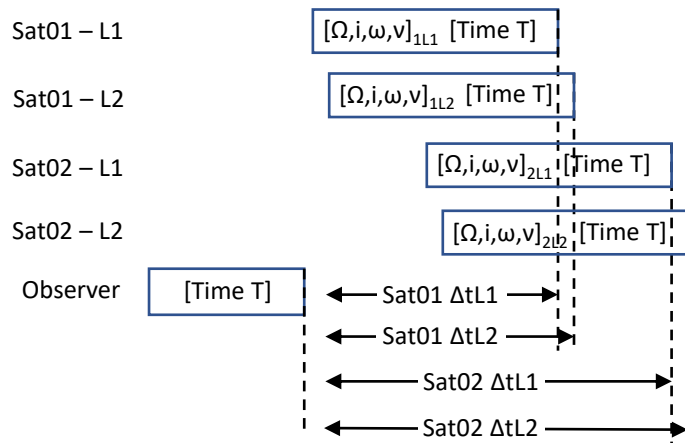 Sat01 – L1 [Ω,i,ω,ν]1L1 [Time T]
Sat01 – L2 [Ω,i,ω,ν]1L2 [Time T]
Sat02 – L1 [Ω,i,ω,ν]2L1 [Time T]
Sat02 – L2 [Ω,i,ω,ν]2L2 [Time T]
Observer [Time T] Sat01 ΔtL1
Sat01 ΔtL2
Sat02 ΔtL1
Sat02 ΔtL2